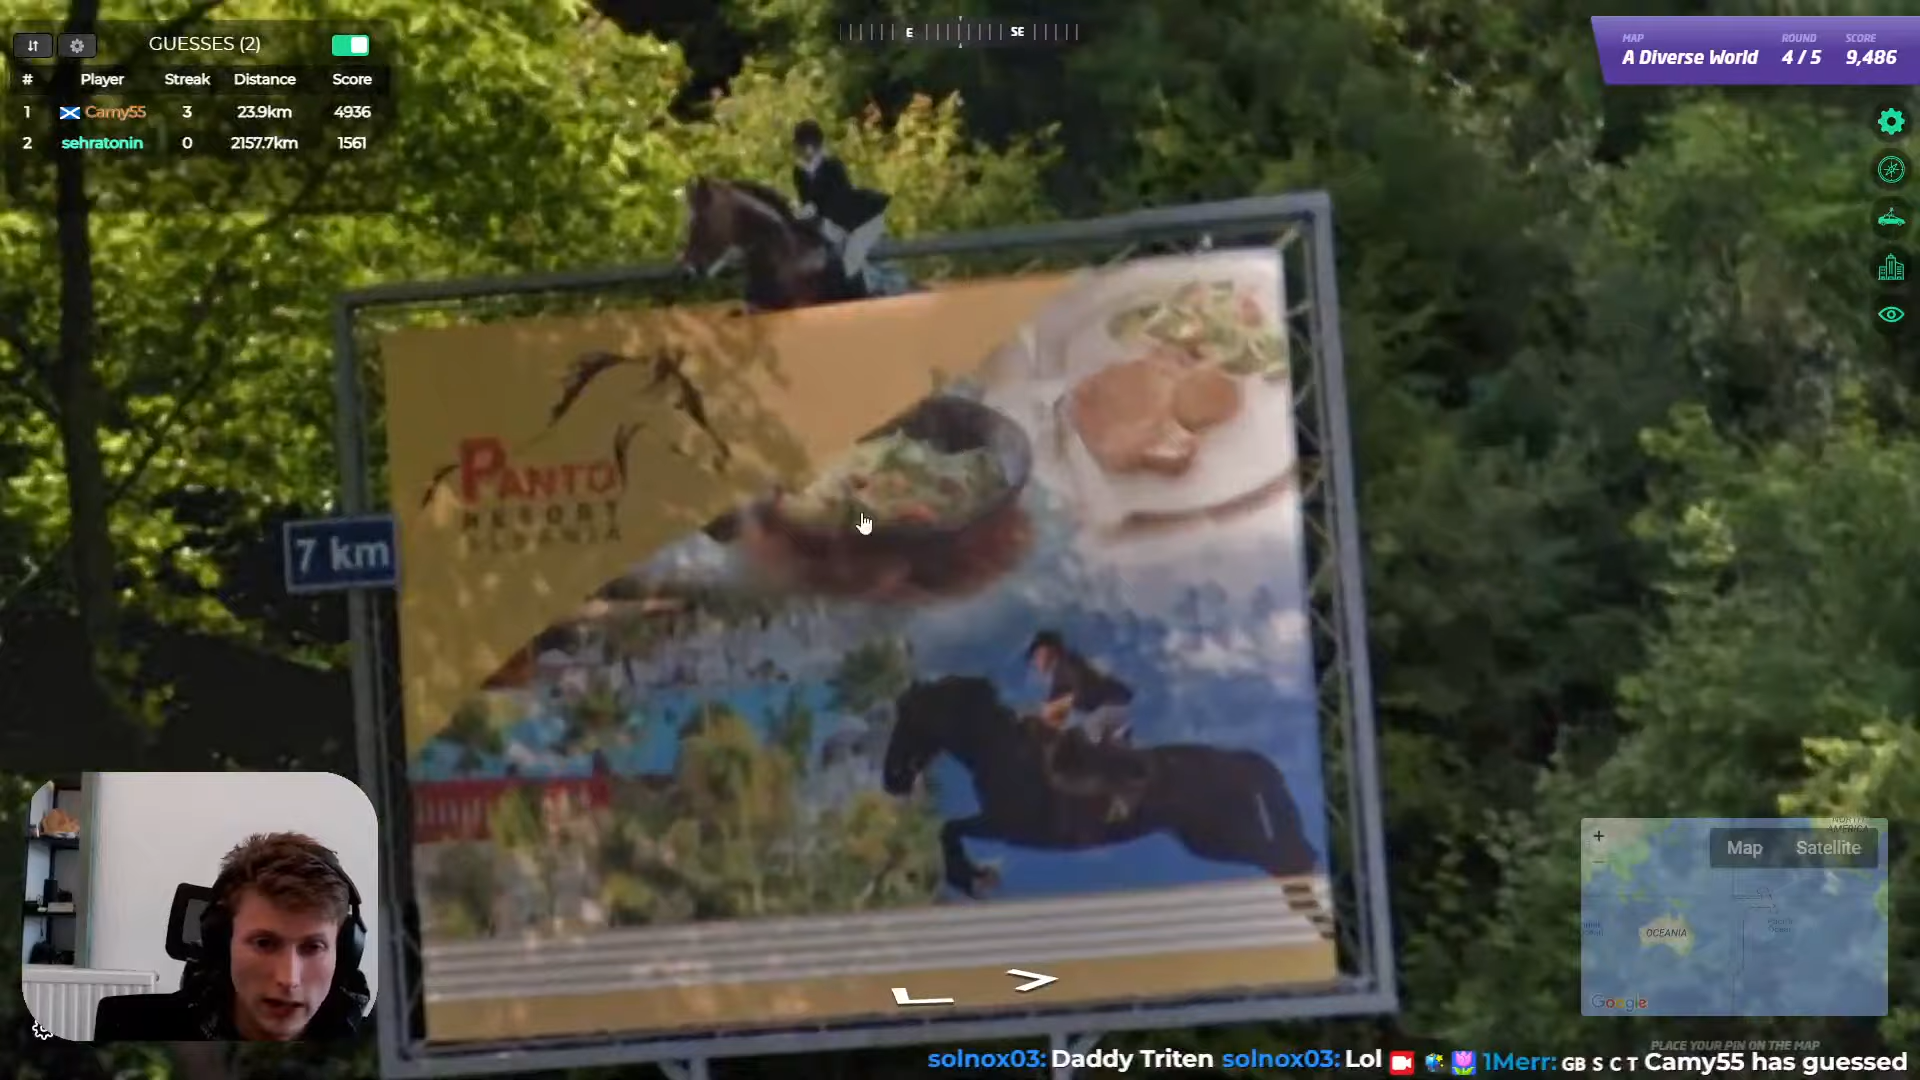 GUESSES (2)
# Player Streak Distance Score
1 Camy55 3 23.9km 4936
2 sehratonin 0 2157.7km 1561
E SE
MAP ROUND SCORE
A Diverse World 4 / 5 9,486
PANTO
RESORT
7 km
Map Satellite
OCEANIA
Google
PLACE YOUR PIN ON THE MAP
solnox03: Daddy Triten solnox03: Lol 1Merr: GB S C T Camy55 has guessed